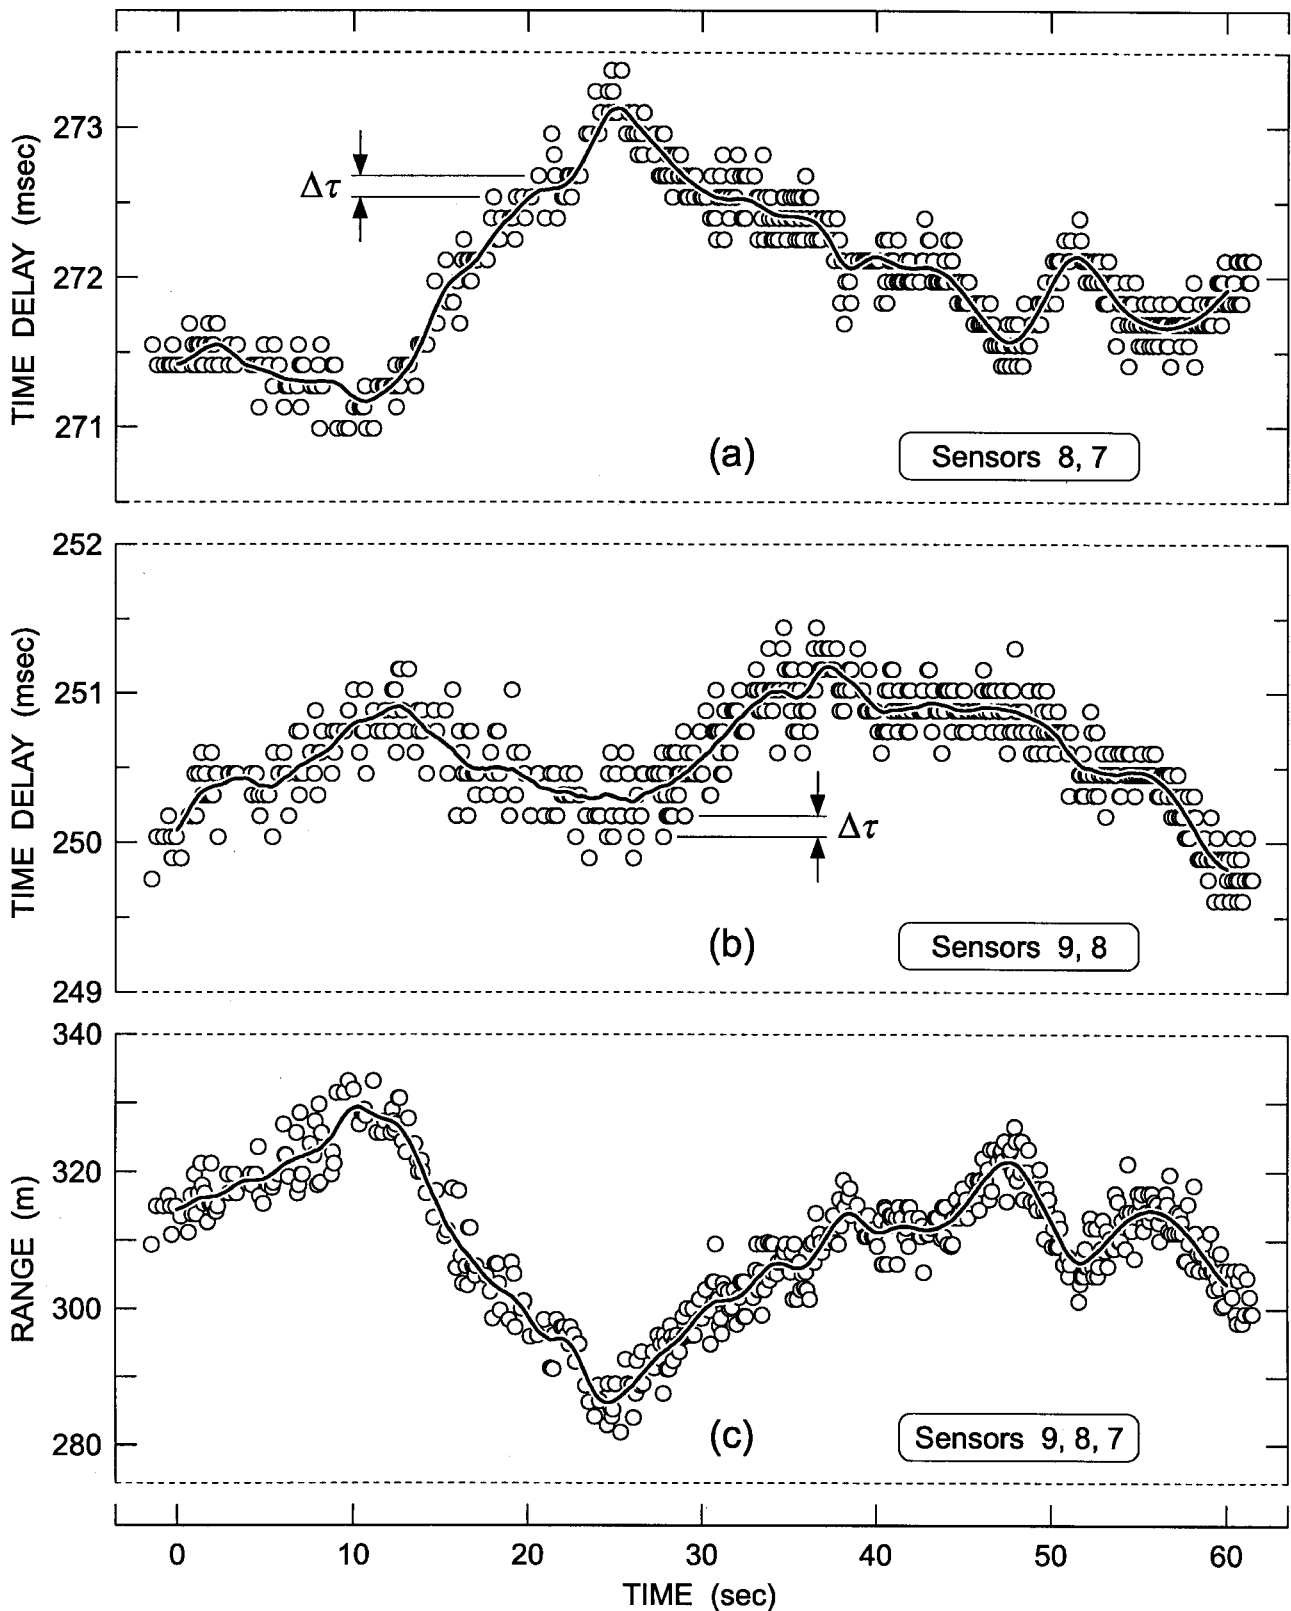 273
272
271
TIME DELAY (msec)
Δτ
(a)
Sensors 8, 7
252
251
250
249
TIME DELAY (msec)
Δτ
(b)
Sensors 9, 8
340
320
300
280
RANGE (m)
(c)
Sensors 9, 8, 7
0 10 20 30 40 50 60
TIME (sec)